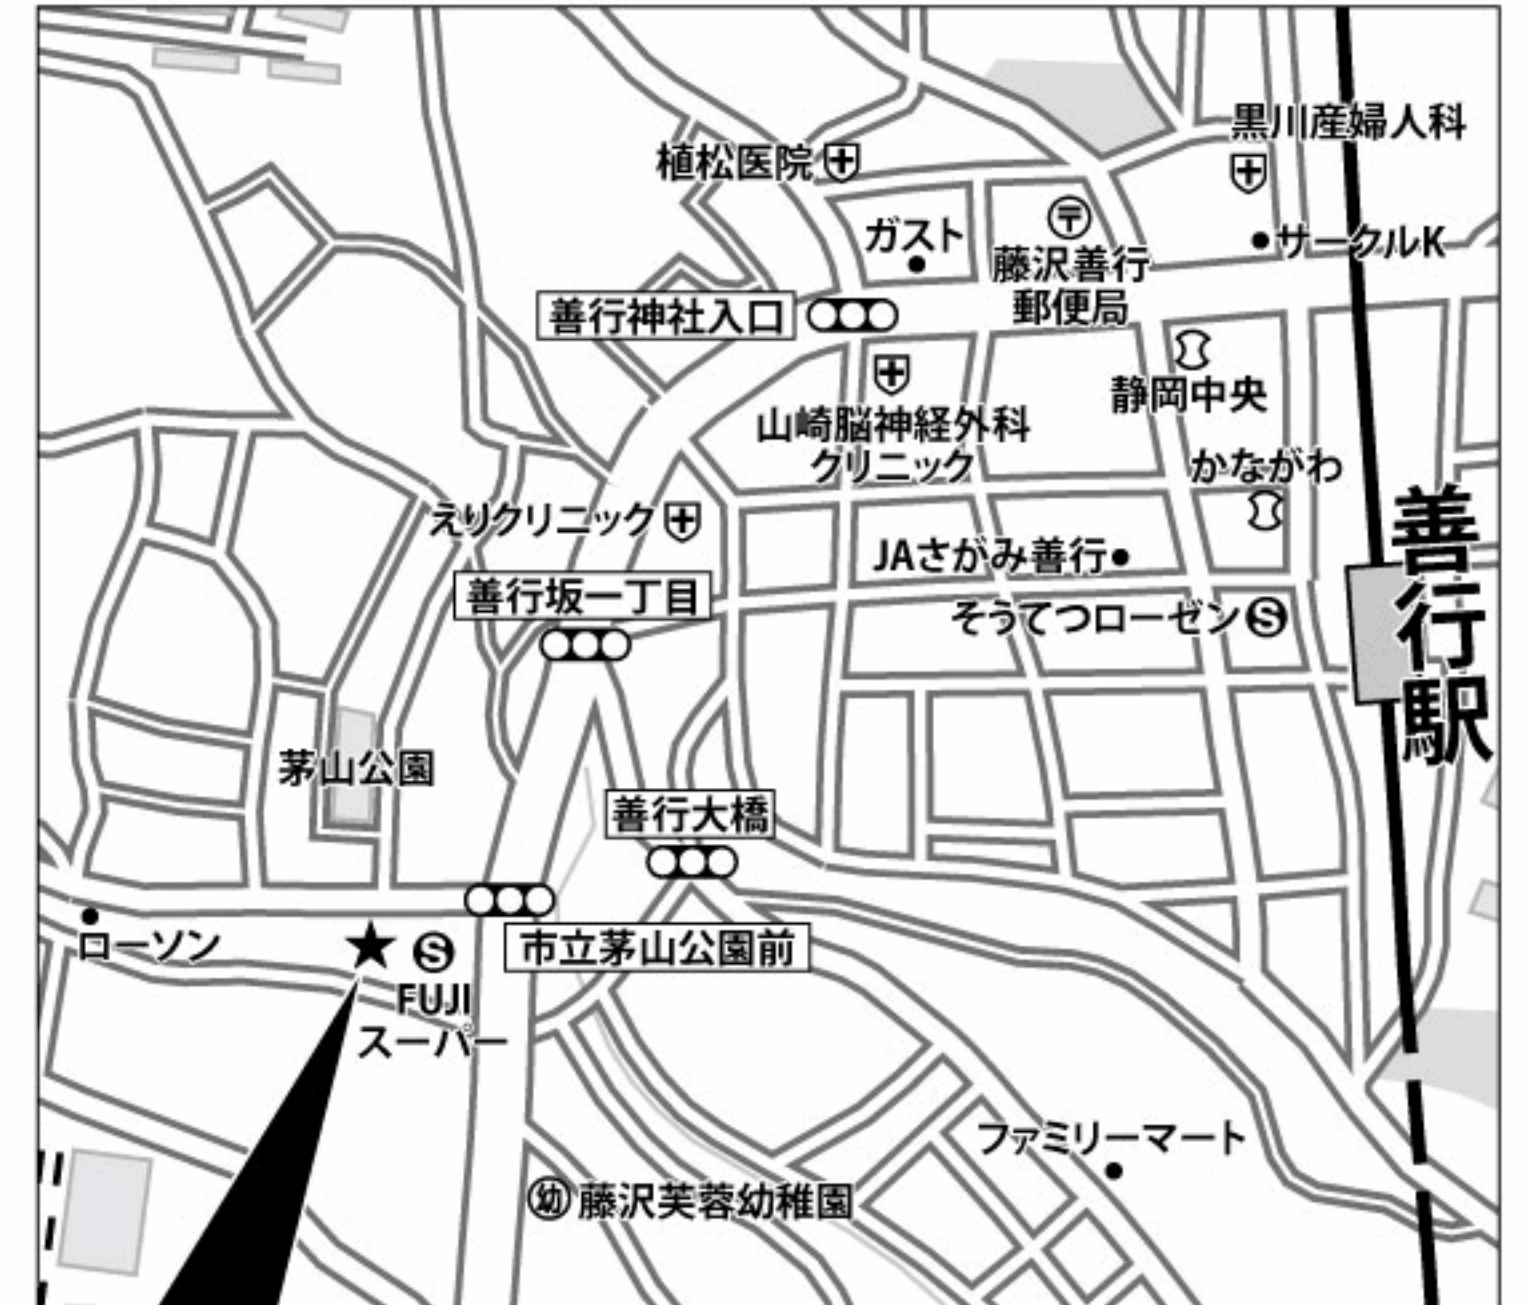 黒川産婦人科
植松医院
ガスト
サークルK
藤沢善行
郵便局
善行神社入口
静岡中央
山崎脳神経外科
クリニック
かながわ
えりクリニック
善行駅
JAさがみ善行
善行坂一丁目
そうてつローゼン
S
茅山公園
善行大橋
ローソン
S
市立茅山公園前
FUJI
スーパー
ファミリーマート
幼 藤沢芙蓉幼稚園